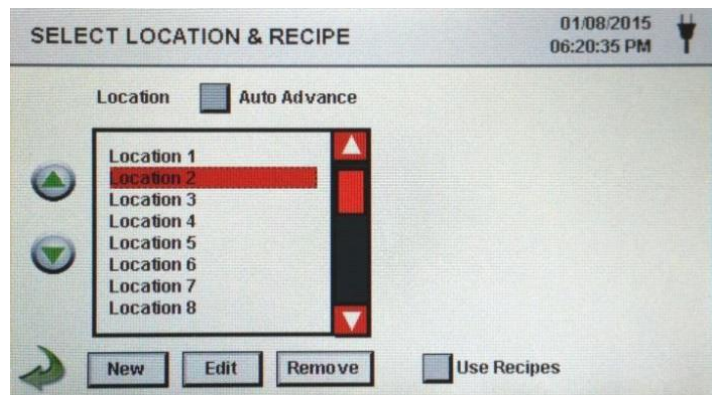 SELECT LOCATION & RECIPE
01/08/2015
06:20:35 PM
Location
Auto Advance
Location 1
Location 2
Location 3
Location 4
Location 5
Location 6
Location 7
Location 8
New
Edit
Remove
Use Recipes